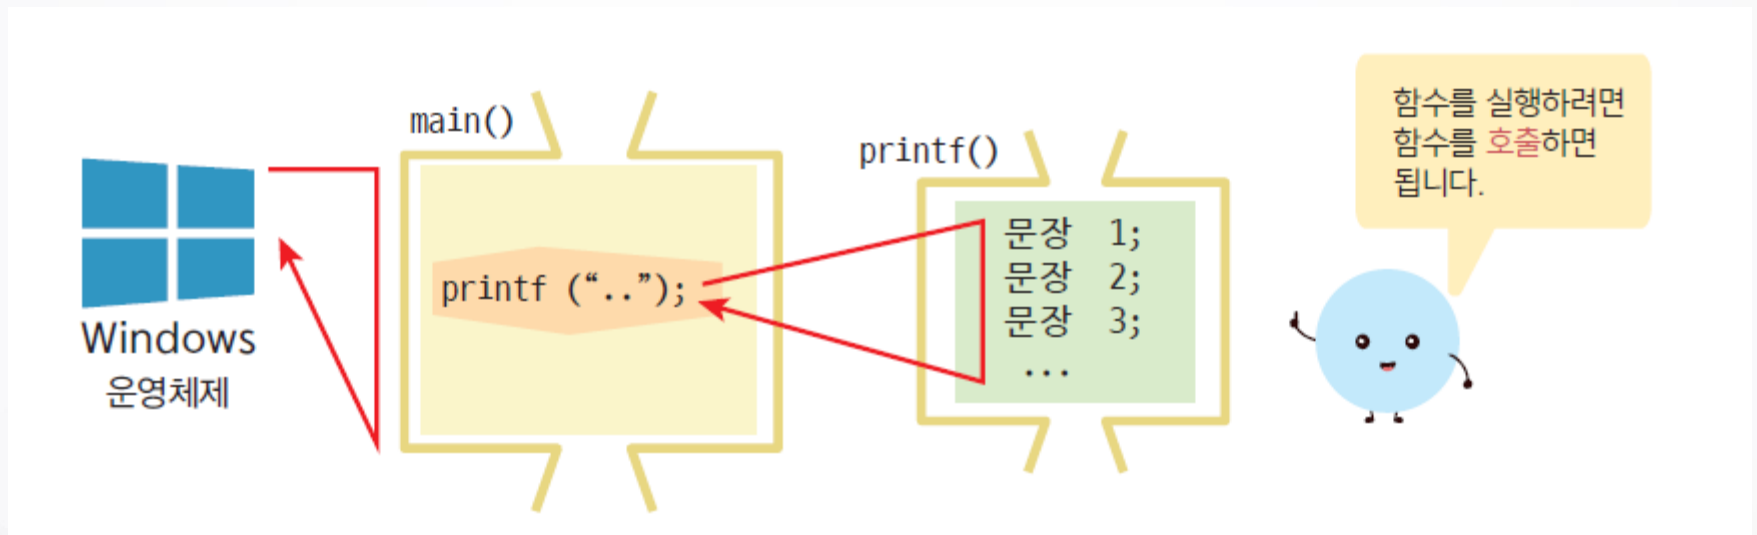 Windows
운영체제
main()
printf (“..”);
printf()
문장 1;
문장 2;
문장 3;
...
함수를 실행하려면
함수를 호출하면
됩니다.